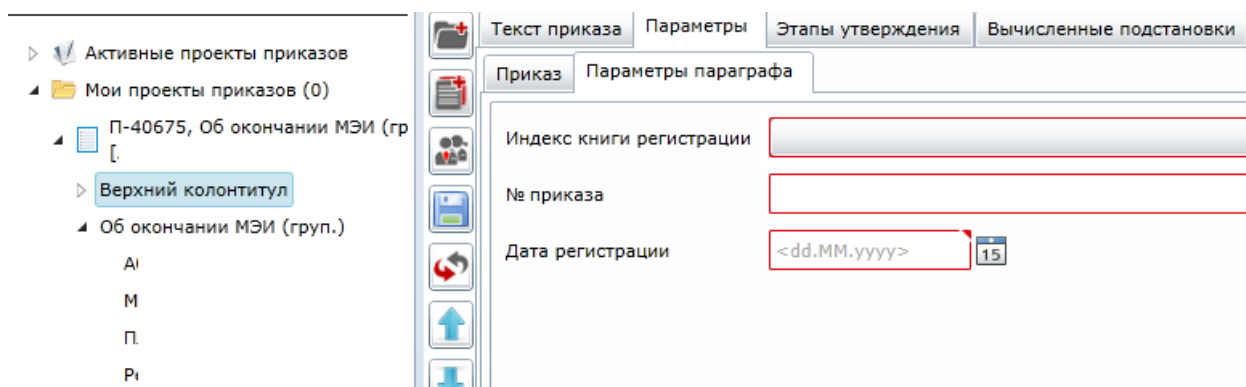 Активные проекты приказов
Мои проекты приказов (0)
П-40675, Об окончании МЭИ (гр
[.
Верхний колонтитул
Об окончании МЭИ (груп.)
М
П.
Текст приказа Параметры Этапы утверждения Вычисленные подстановки
Приказ Параметры параграфа
Индекс книги регистрации
№ приказа
Дата регистрации <dd.MM.yyyy> 15